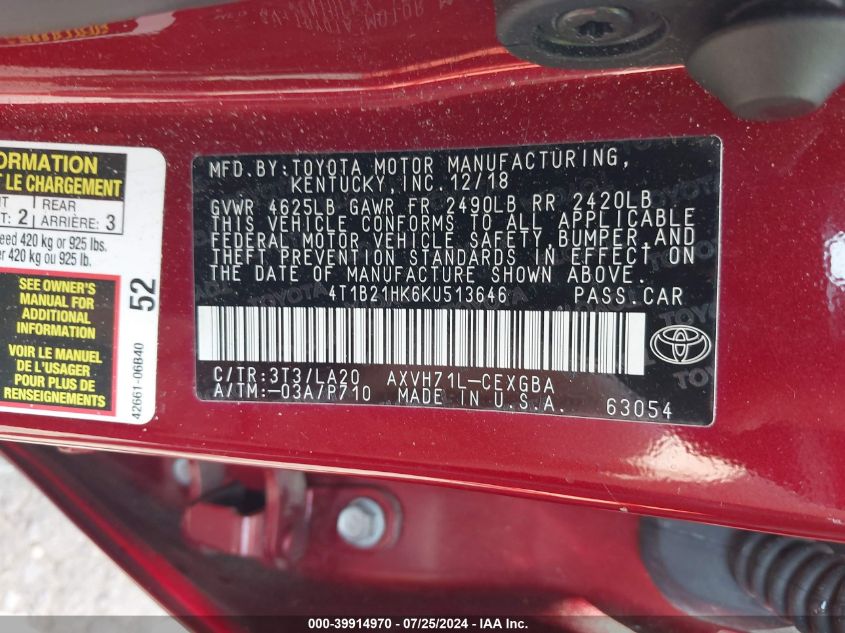 ORMATION
T LE CHARGEMENT
T: 2
REAR
ARRIÈRE: 3
eed 420 kg or 925 lbs.
er 420 kg ou 925 lb.
SEE OWNER'S
MANUAL FOR
ADDITIONAL
INFORMATION
VOIR LE MANUEL
DE L'USAGER
POUR PLUS DE
RENSEIGNEMENTS
52
42661-06B40
MFD.BY:TOYOTA MOTOR MANUFACTURING,
KENTUCKY, INC. 12/18
GVWR 4625LB GAWR FR 2490LB RR 2420LB
THIS VEHICLE CONFORMS TO ALL APPLICABLE
FEDERAL MOTOR VEHICLE SAFETY, BUMPER, AND
THEFT PREVENTION STANDARDS IN EFFECT ON
THE DATE OF MANUFACTURE SHOWN ABOVE.
4T1B21HK6KU513646 PASS.CAR
C/TR:3T3/LA20 AXVH71L-CEXGBA
A/TM:-03A/P710 MADE IN U.S.A. 63054
000-39914970 / 07/25/2024 - IAA Inc.